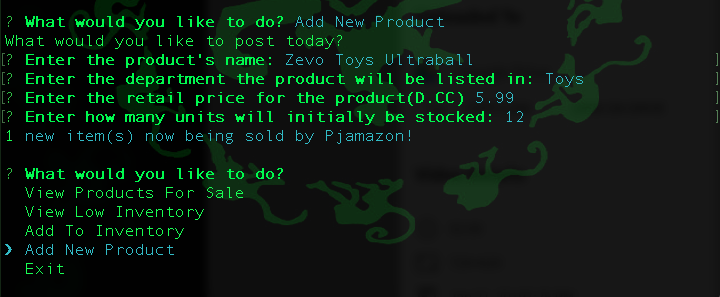 ? What would you like to do? Add New Product
What would you like to post today?
[? Enter the product's name: Zevo Toys Ultraball ]
[? Enter the department the product will be listed in: Toys ]
[? Enter the retail price for the product(D.CC) 5.99 ]
[? Enter how many units will initially be stocked: 12 ]
1 new item(s) now being sold by Pjamazon!
? What would you like to do?
View Products For Sale
View Low Inventory
Add To Inventory
❯ Add New Product
Exit